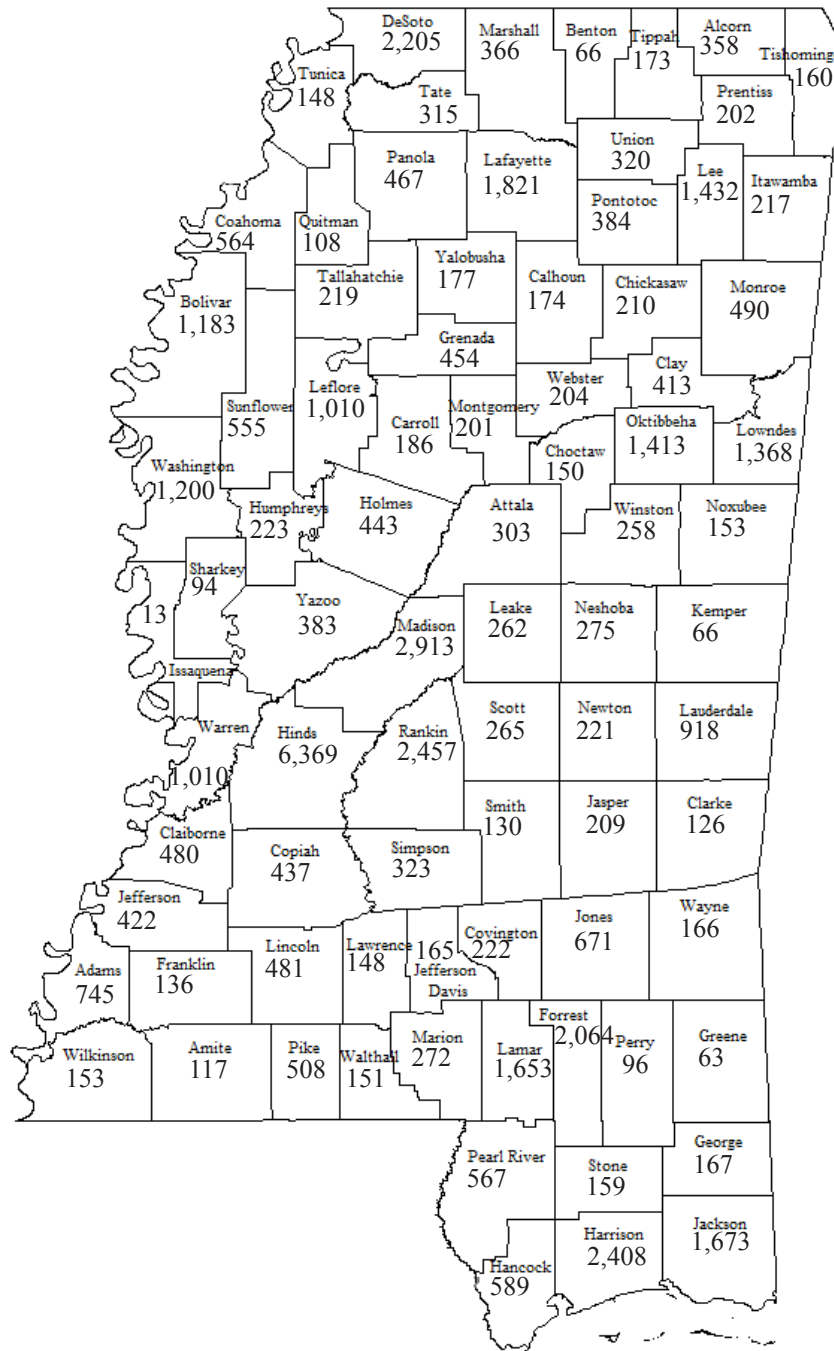 DeSoto
2,205
Marshall
366
Benton
66
Tippah
173
Alcorn
358
Tishoming
160
Tunica
148
Tate
315
Prentiss
202
Union
320
Panola
467
Lafayette
1,821
Lee
1,432
Itawamba
217
Pontotoc
384
Coahoma
564
Quitman
108
Yalobusha
177
Calhoun
174
Chickasaw
210
Tallahatchie
219
Monroe
490
Bolivar
1,183
Grenada
454
Clay
413
Webster
204
Leflore
1,010
Sunflower
555
Carroll
186
Montgomery
201
Oktibbeha
1,413
Lowndes
1,368
Choctaw
150
Washington
1,200
Humphreys
223
Holmes
443
Attala
303
Winston
258
Noxubee
153
Sharkey
94
Yazoo
383
13
Issaquena
Madison
2,913
Leake
262
Neshoba
275
Kemper
66
Warren
1,010
Hinds
6,369
Rankin
2,457
Scott
265
Newton
221
Lauderdale
918
Smith
130
Jasper
209
Clarke
126
Claiborne
480
Copiah
437
Simpson
323
Jefferson
422
Lincoln
481
Lawrence
148
165
Jefferson
Davis
Covington
222
Jones
671
Wayne
166
Adams
745
Franklin
136
Wilkinson
153
Amite
117
Pike
508
Walthall
151
Marion
272
Lamar
1,653
Forrest
2,064
Perry
96
Greene
63
Pearl River
567
Stone
159
George
167
Hancock
589
Harrison
2,408
Jackson
1,673